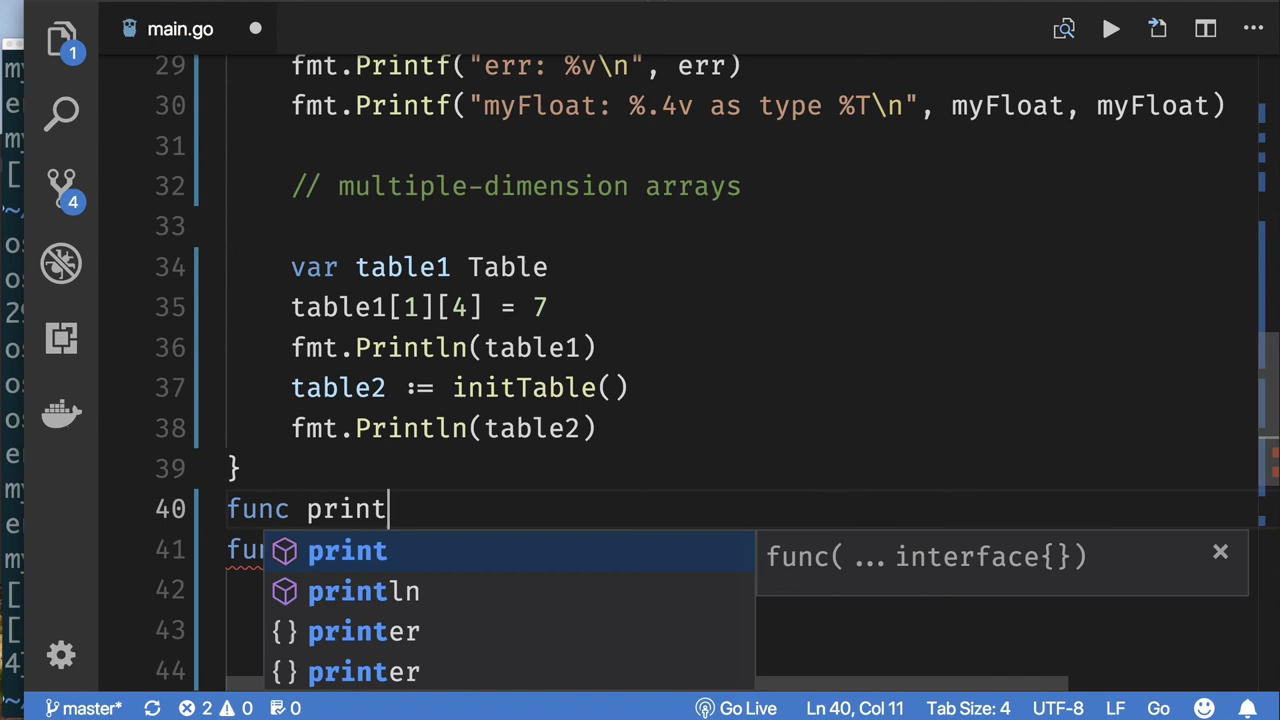 main.go
1
29 fmt.Printf("err: %v\n", err)
30 fmt.Printf("myFloat: %.4v as type %T\n", myFloat, myFloat)
31
32 // multiple-dimension arrays
33
34 var table1 Table
35 table1[1][4] = 7
36 fmt.Println(table1)
37 table2 := initTable()
38 fmt.Println(table2)
39 }
40 func print
41
print func( ... interface{})
42 println
43 {} printer
44 {} printer
4
master* 2 0 0 Go Live Ln 40, Col 11 Tab Size: 4 UTF-8 LF Go